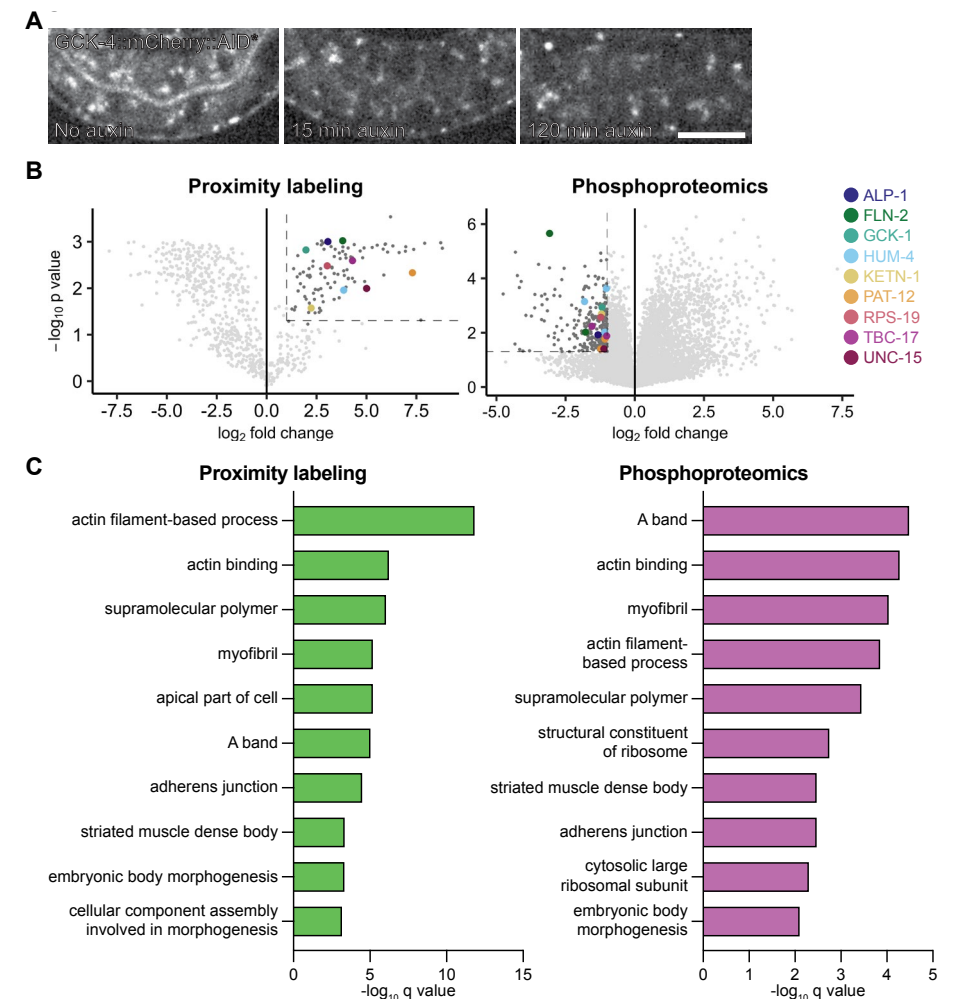 A
GCK-4::mCherry::AID*
No auxin
15 min auxin
120 min auxin
B
Proximity labeling
Phosphoproteomics
− log10 p value
3
2
1
0
-7.5 -5.0 -2.5 0.0 2.5 5.0 7.5
log2 fold change
6
4
2
0
-5.0 -2.5 0.0 2.5 5.0 7.5
log2 fold change
ALP-1
FLN-2
GCK-1
HUM-4
KETN-1
PAT-12
RPS-19
TBC-17
UNC-15
C
Proximity labeling
actin filament-based process
actin binding
supramolecular polymer
myofibril
apical part of cell
A band
adherens junction
striated muscle dense body
embryonic body morphogenesis
cellular component assembly
involved in morphogenesis
0 5 10 15
-log10 q value
Phosphoproteomics
A band
actin binding
myofibril
actin filament-
based process
supramolecular polymer
structural constituent
of ribosome
striated muscle dense body
adherens junction
cytosolic large
ribosomal subunit
embryonic body
morphogenesis
0 1 2 3 4 5
-log10 q value